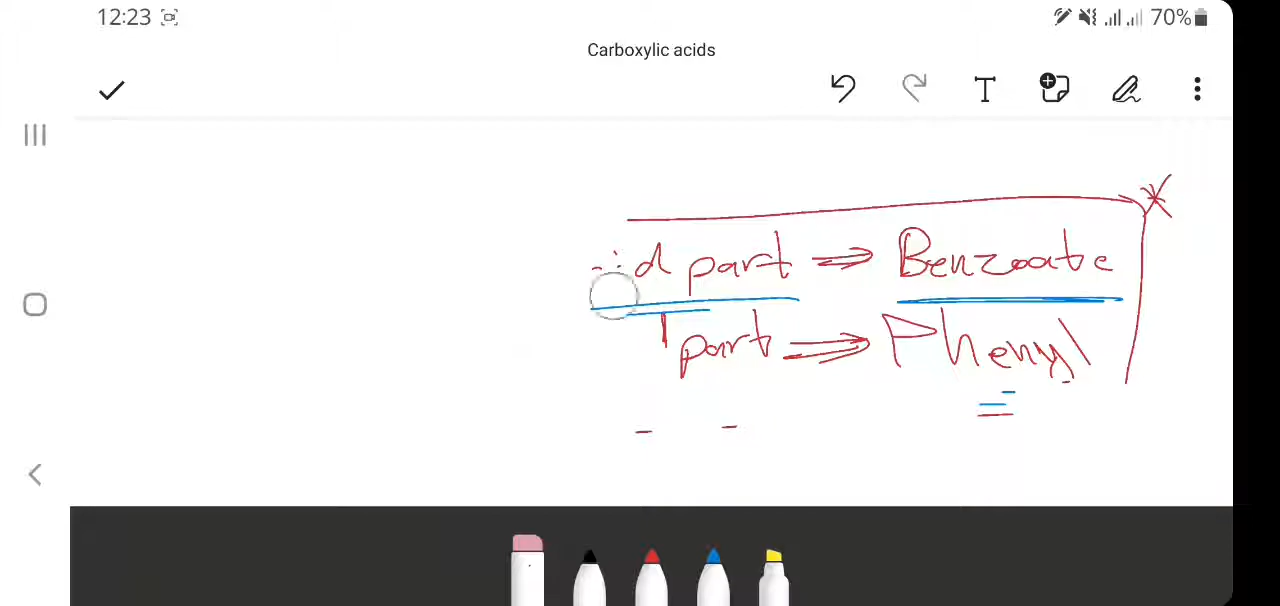 12:23 70%
Carboxylic acids
T
d part ⇒ Benzoate
part ⇒ Phenyl